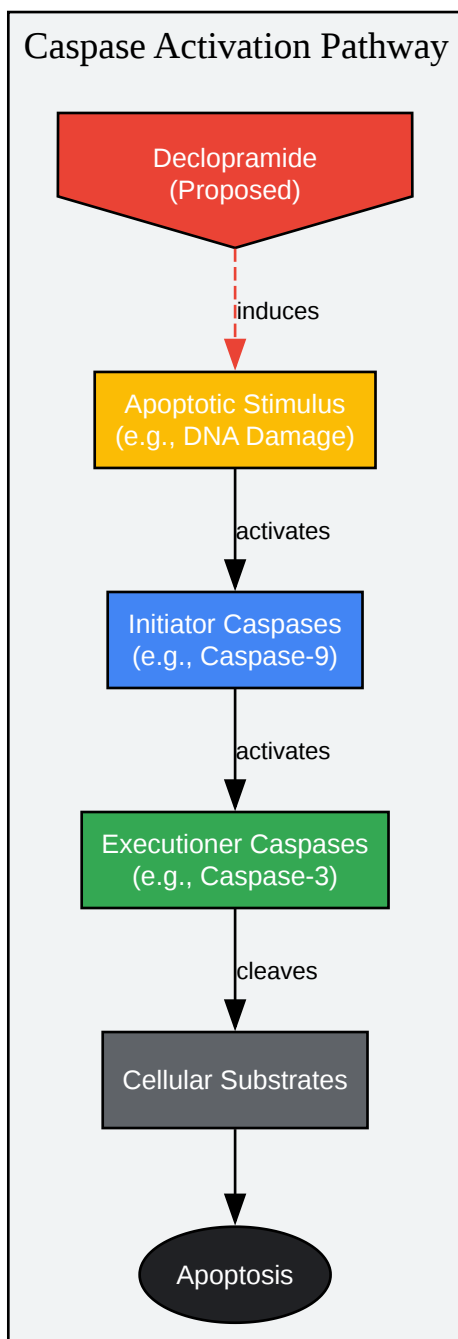 Caspase Activation Pathway
Declopramide
(Proposed)
induces
Apoptotic Stimulus
(e.g., DNA Damage)
activates
Initiator Caspases
(e.g., Caspase-9)
activates
Executioner Caspases
(e.g., Caspase-3)
cleaves
Cellular Substrates
Apoptosis